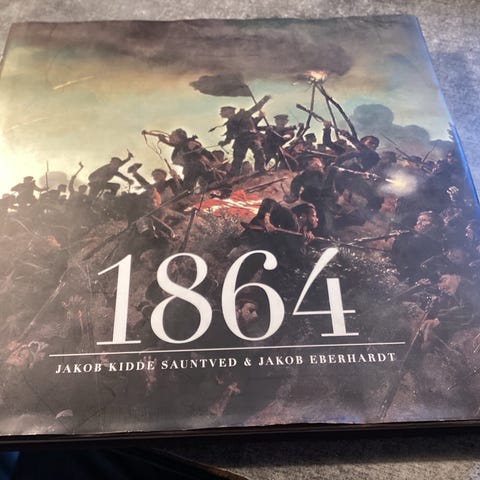 1864
JAKOB KIDDE SAUNTVED & JAKOB EBERHARDT